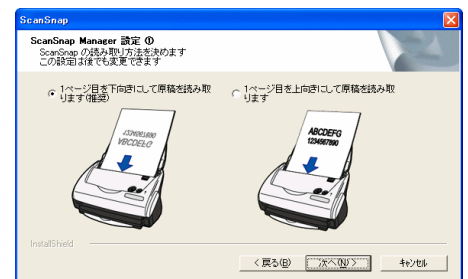 ScanSnap
ScanSnap Manager 設定 ①
ScanSnap の読み取り方法を決めます
この設定は後でも変更できます
1ページ目を下向きにして原稿を読み取
ります(推奨)
1ページ目を上向きにして原稿を読み取
ります
1234567890
ABCDEFG
ABCDEFG
1234567890
InstallShield
< 戻る(B)
次へ(N) >
キャンセル